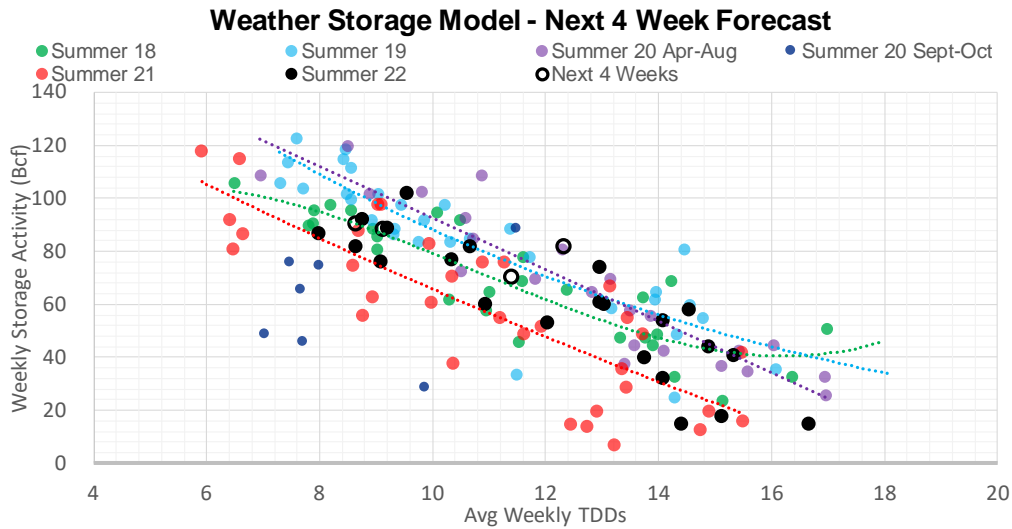 Weather Storage Model - Next 4 Week Forecast
Summer 18 Summer 19 Summer 20 Apr-Aug Summer 20 Sept-Oct
Summer 21 Summer 22 Next 4 Weeks
Weekly Storage Activity (Bcf)
140
120
100
80
60
40
20
0
4 6 8 10 12 14 16 18 20
Avg Weekly TDDs